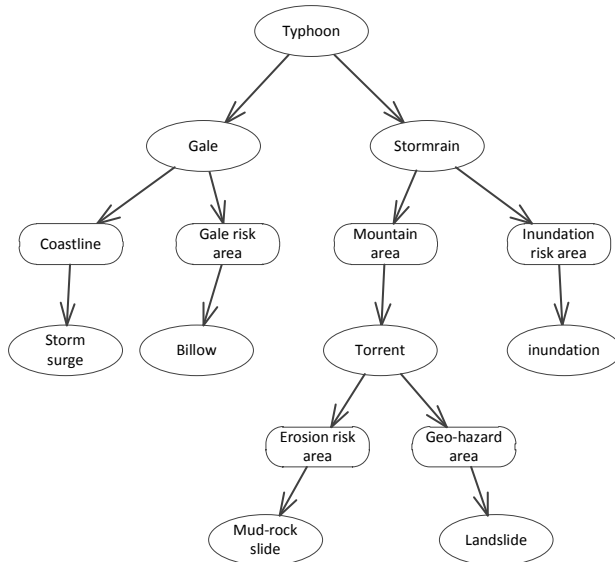 Typhoon
Gale
Stormrain
Coastline
Gale risk
area
Mountain
area
Inundation
risk area
Storm
surge
Billow
Torrent
inundation
Erosion risk
area
Geo-hazard
area
Mud-rock
slide
Landslide